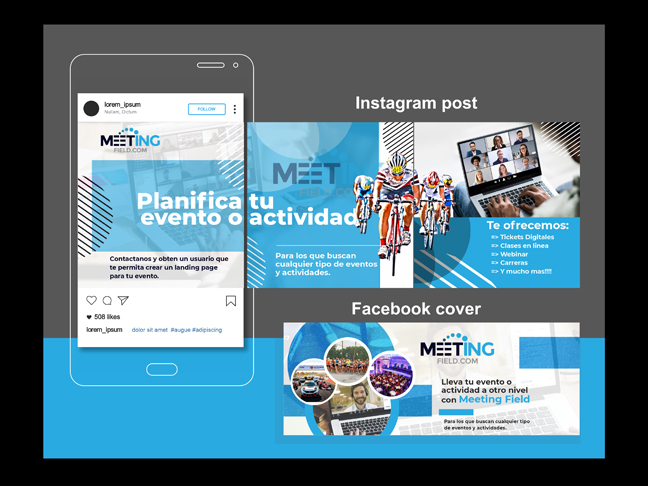 Instagram post
lorem_ipsum
FOLLOW
MEETING
FIELD.COM
MEET
FIELD.COM
Planifica tu
evento o actividad
Contactanos y obten un usuario que
te permita crear un landing page
para tu evento.
Para los que buscan
cualquier tipo de eventos
y actividades.
Te ofrecemos:
=> Tickets Digitales
=> Clases en linea
=> Webinar
=> Carreras
=> Y mucho mas!!!!
508 likes
lorem_ipsum dolor sit amet #augue #adipiscing
Facebook cover
MEETING
FIELD.COM
Lleva tu evento o
actividad a otro nivel
con Meeting Field
Para los que buscan cualquier tipo
de eventos y actividades.